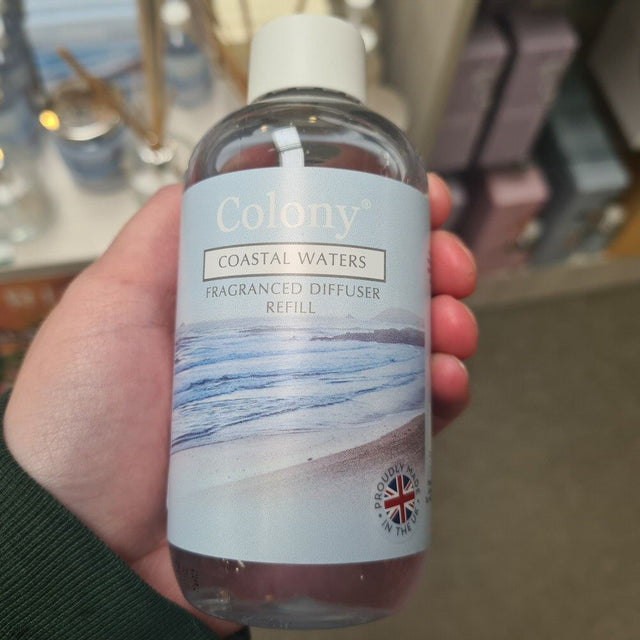 Colony®
COASTAL WATERS
FRAGRANCED DIFFUSER
REFILL
PROUDLY MADE
IN THE UK